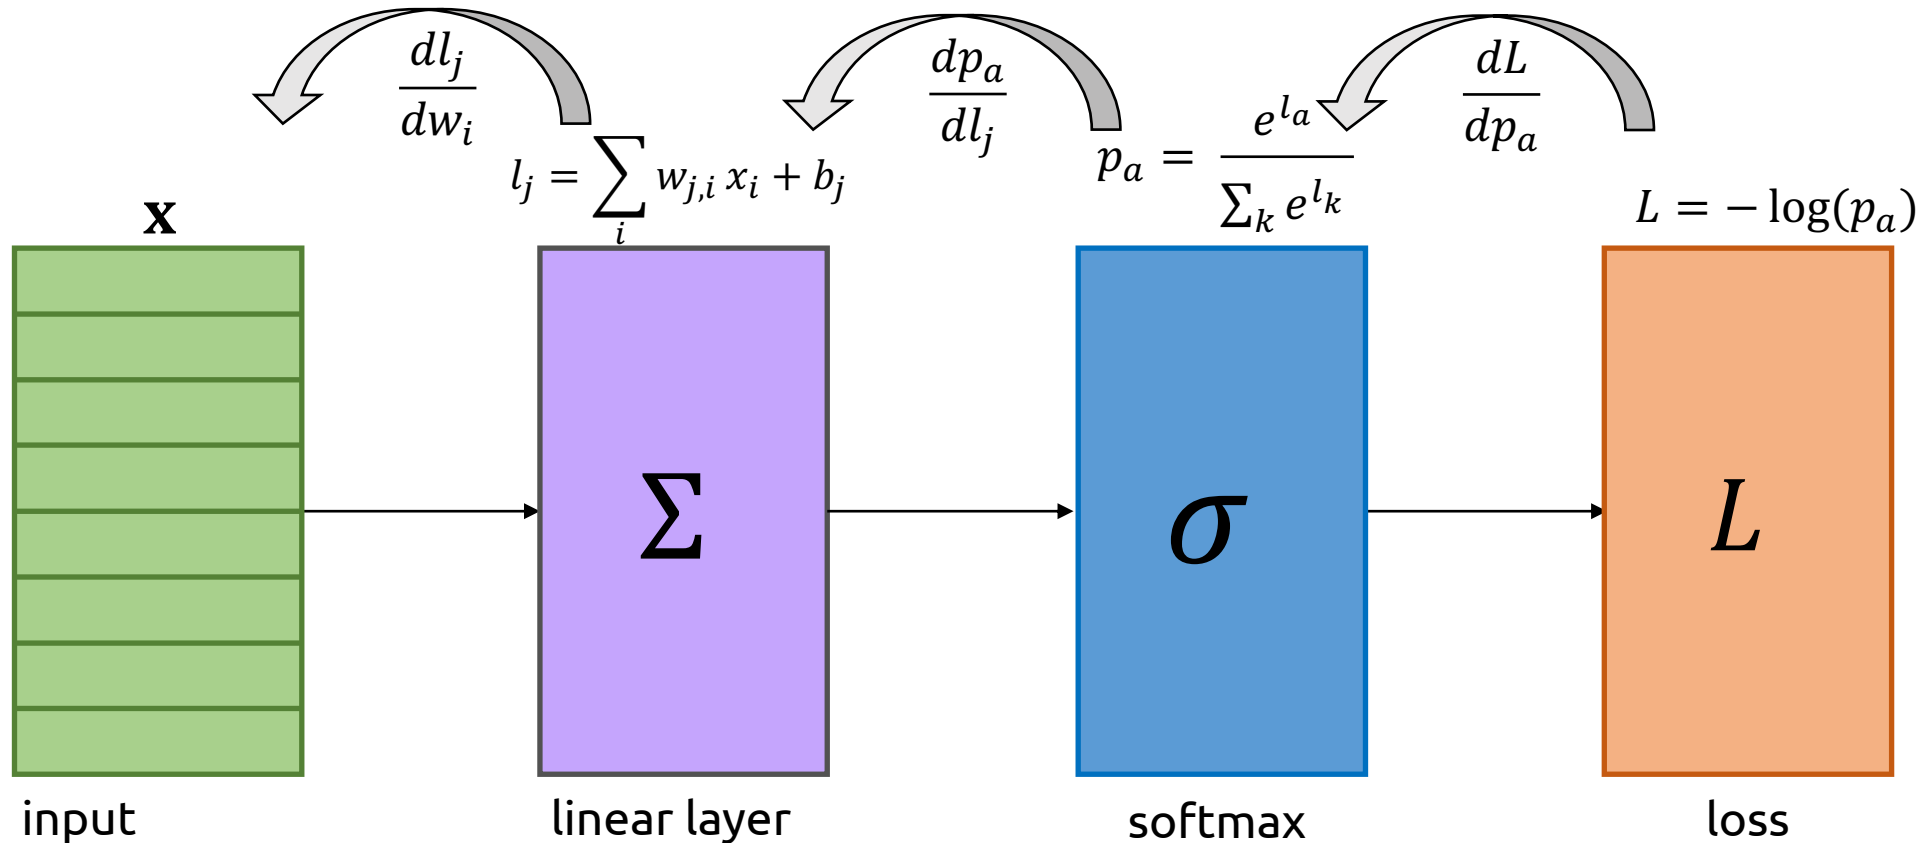 dl_j/dw_i
dp_a/dl_j
dL/dp_a
l_j = ∑_i w_{j,i} x_i + b_j
p_a = e^{l_a} / ∑_k e^{l_k}
L = − log(p_a)
x
Σ
σ
L
input
linear layer
softmax
loss